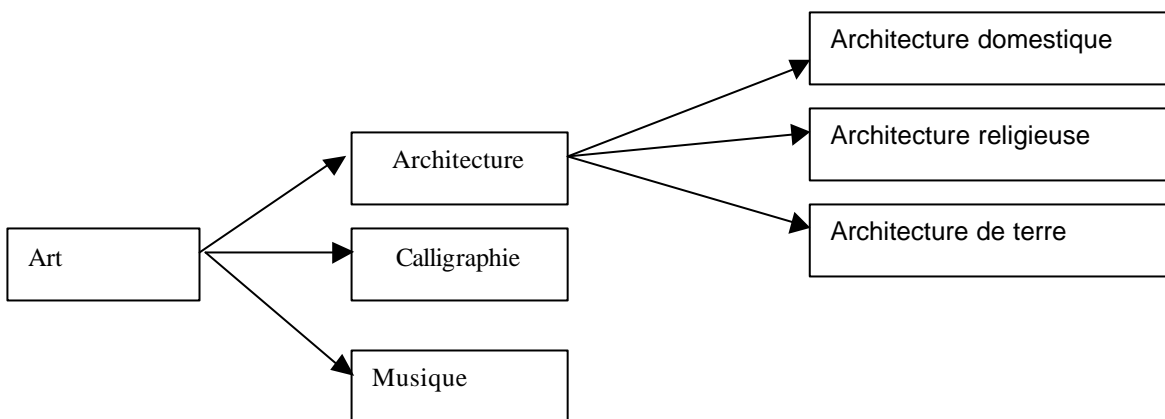 Art
Architecture
Calligraphie
Musique
Architecture domestique
Architecture religieuse
Architecture de terre